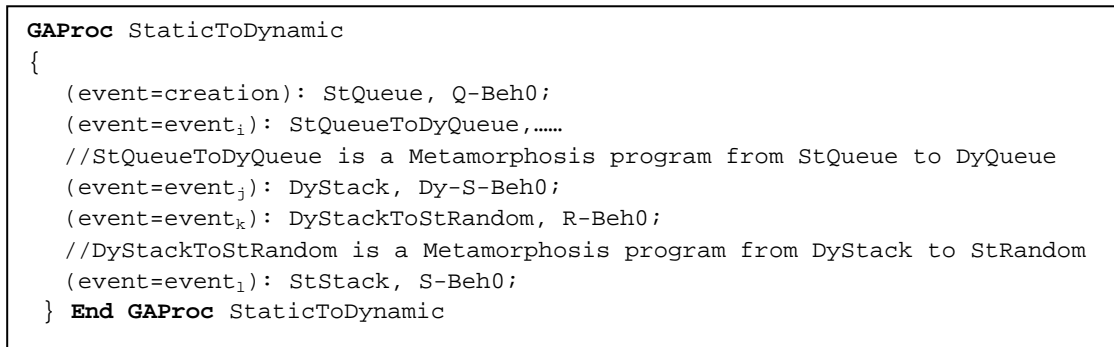 GAProc StaticToDynamic
{
(event=creation): StQueue, Q-Beh0;
(event=eventᵢ): StQueueToDyQueue,……
//StQueueToDyQueue is a Metamorphosis program from StQueue to DyQueue
(event=eventⱼ): DyStack, Dy-S-Beh0;
(event=eventₖ): DyStackToStRandom, R-Beh0;
//DyStackToStRandom is a Metamorphosis program from DyStack to StRandom
(event=eventₗ): StStack, S-Beh0;
} End GAProc StaticToDynamic